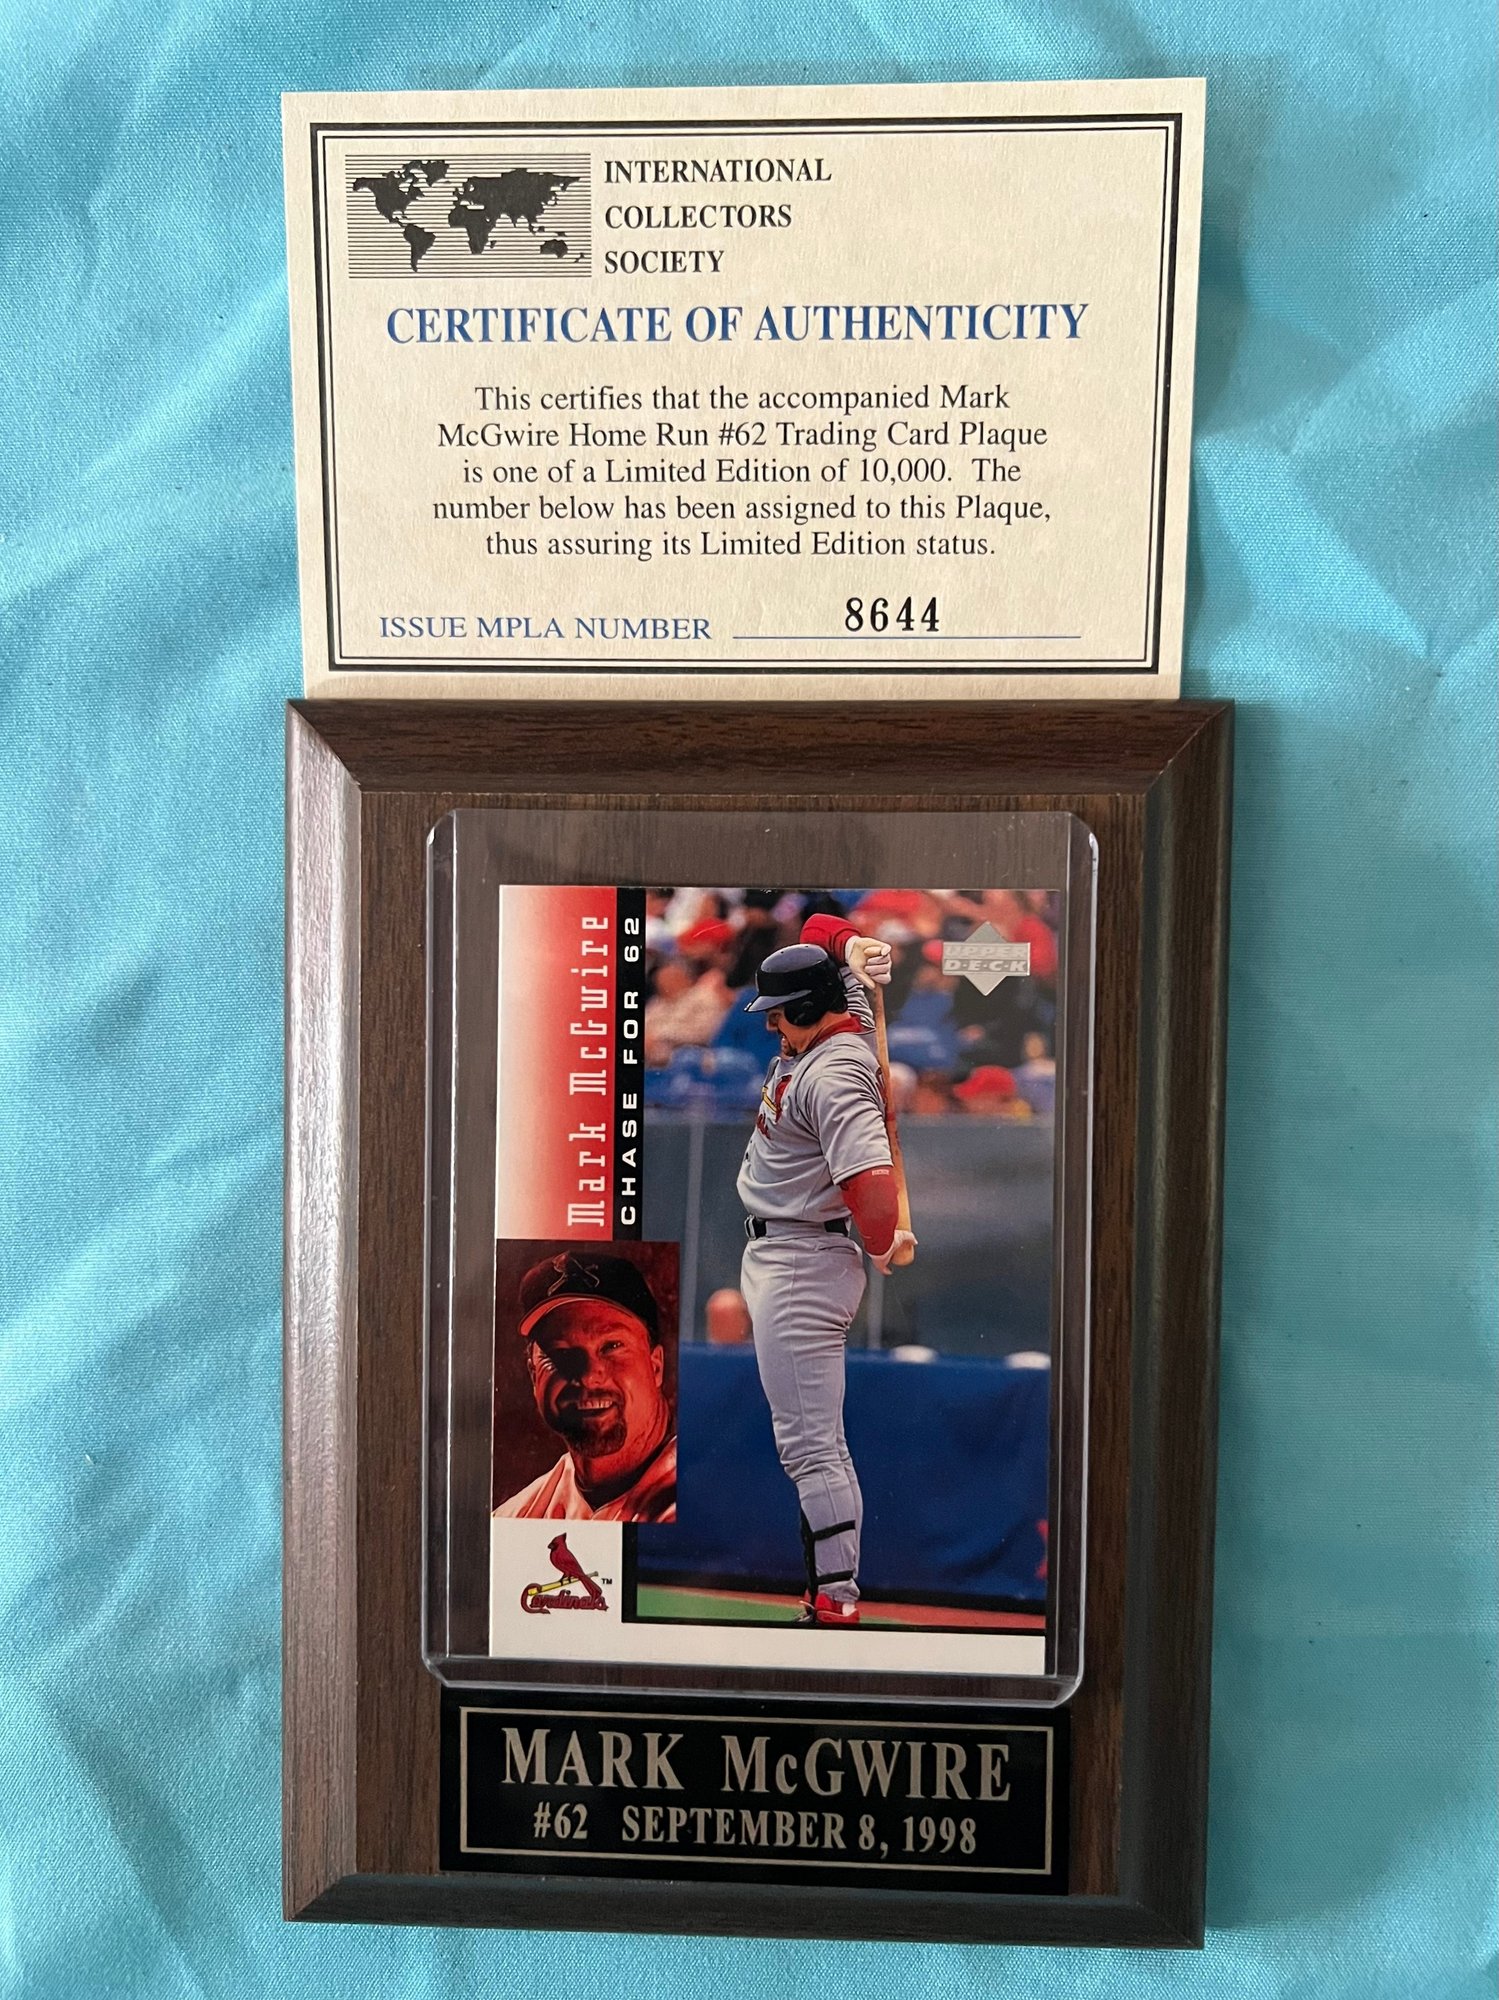 INTERNATIONAL
COLLECTORS
SOCIETY
CERTIFICATE OF AUTHENTICITY
This certifies that the accompanied Mark
McGwire Home Run #62 Trading Card Plaque
is one of a Limited Edition of 10,000. The
number below has been assigned to this Plaque,
thus assuring its Limited Edition status.
ISSUE MPLA NUMBER 8644
Mark McGwire
CHASE FOR 62
UPPER
D·E·C·K
Cardinals TM
MARK McGWIRE
#62 SEPTEMBER 8, 1998